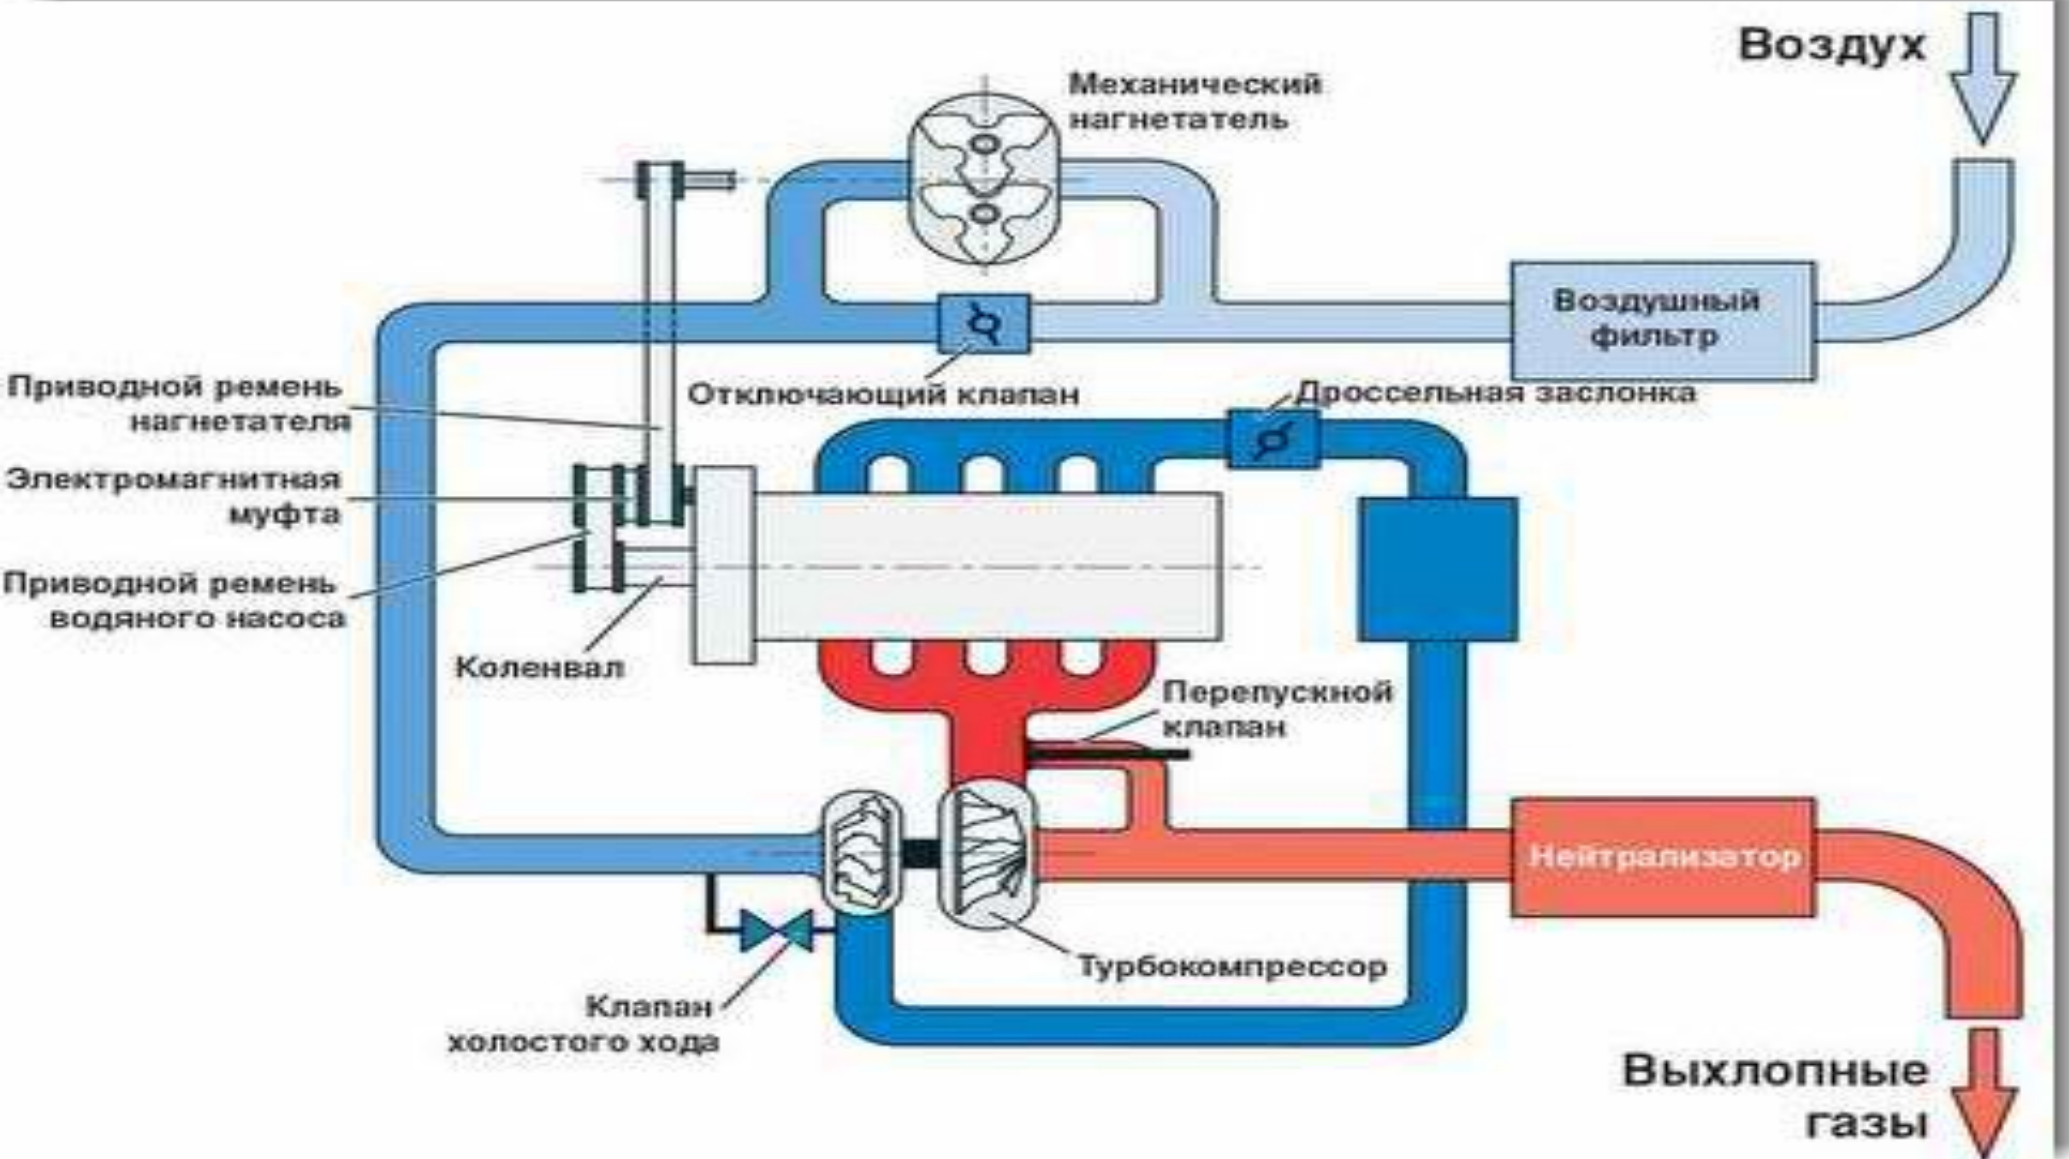 Воздух
Механический
нагнетатель
Воздушный
фильтр
Приводной ремень
нагнетателя
Отключающий клапан
Дроссельная заслонка
Электромагнитная
муфта
Приводной ремень
водяного насоса
Коленвал
Перепускной
клапан
Нейтрализатор
Турбокомпрессор
Клапан
холостого хода
Выхлопные
газы